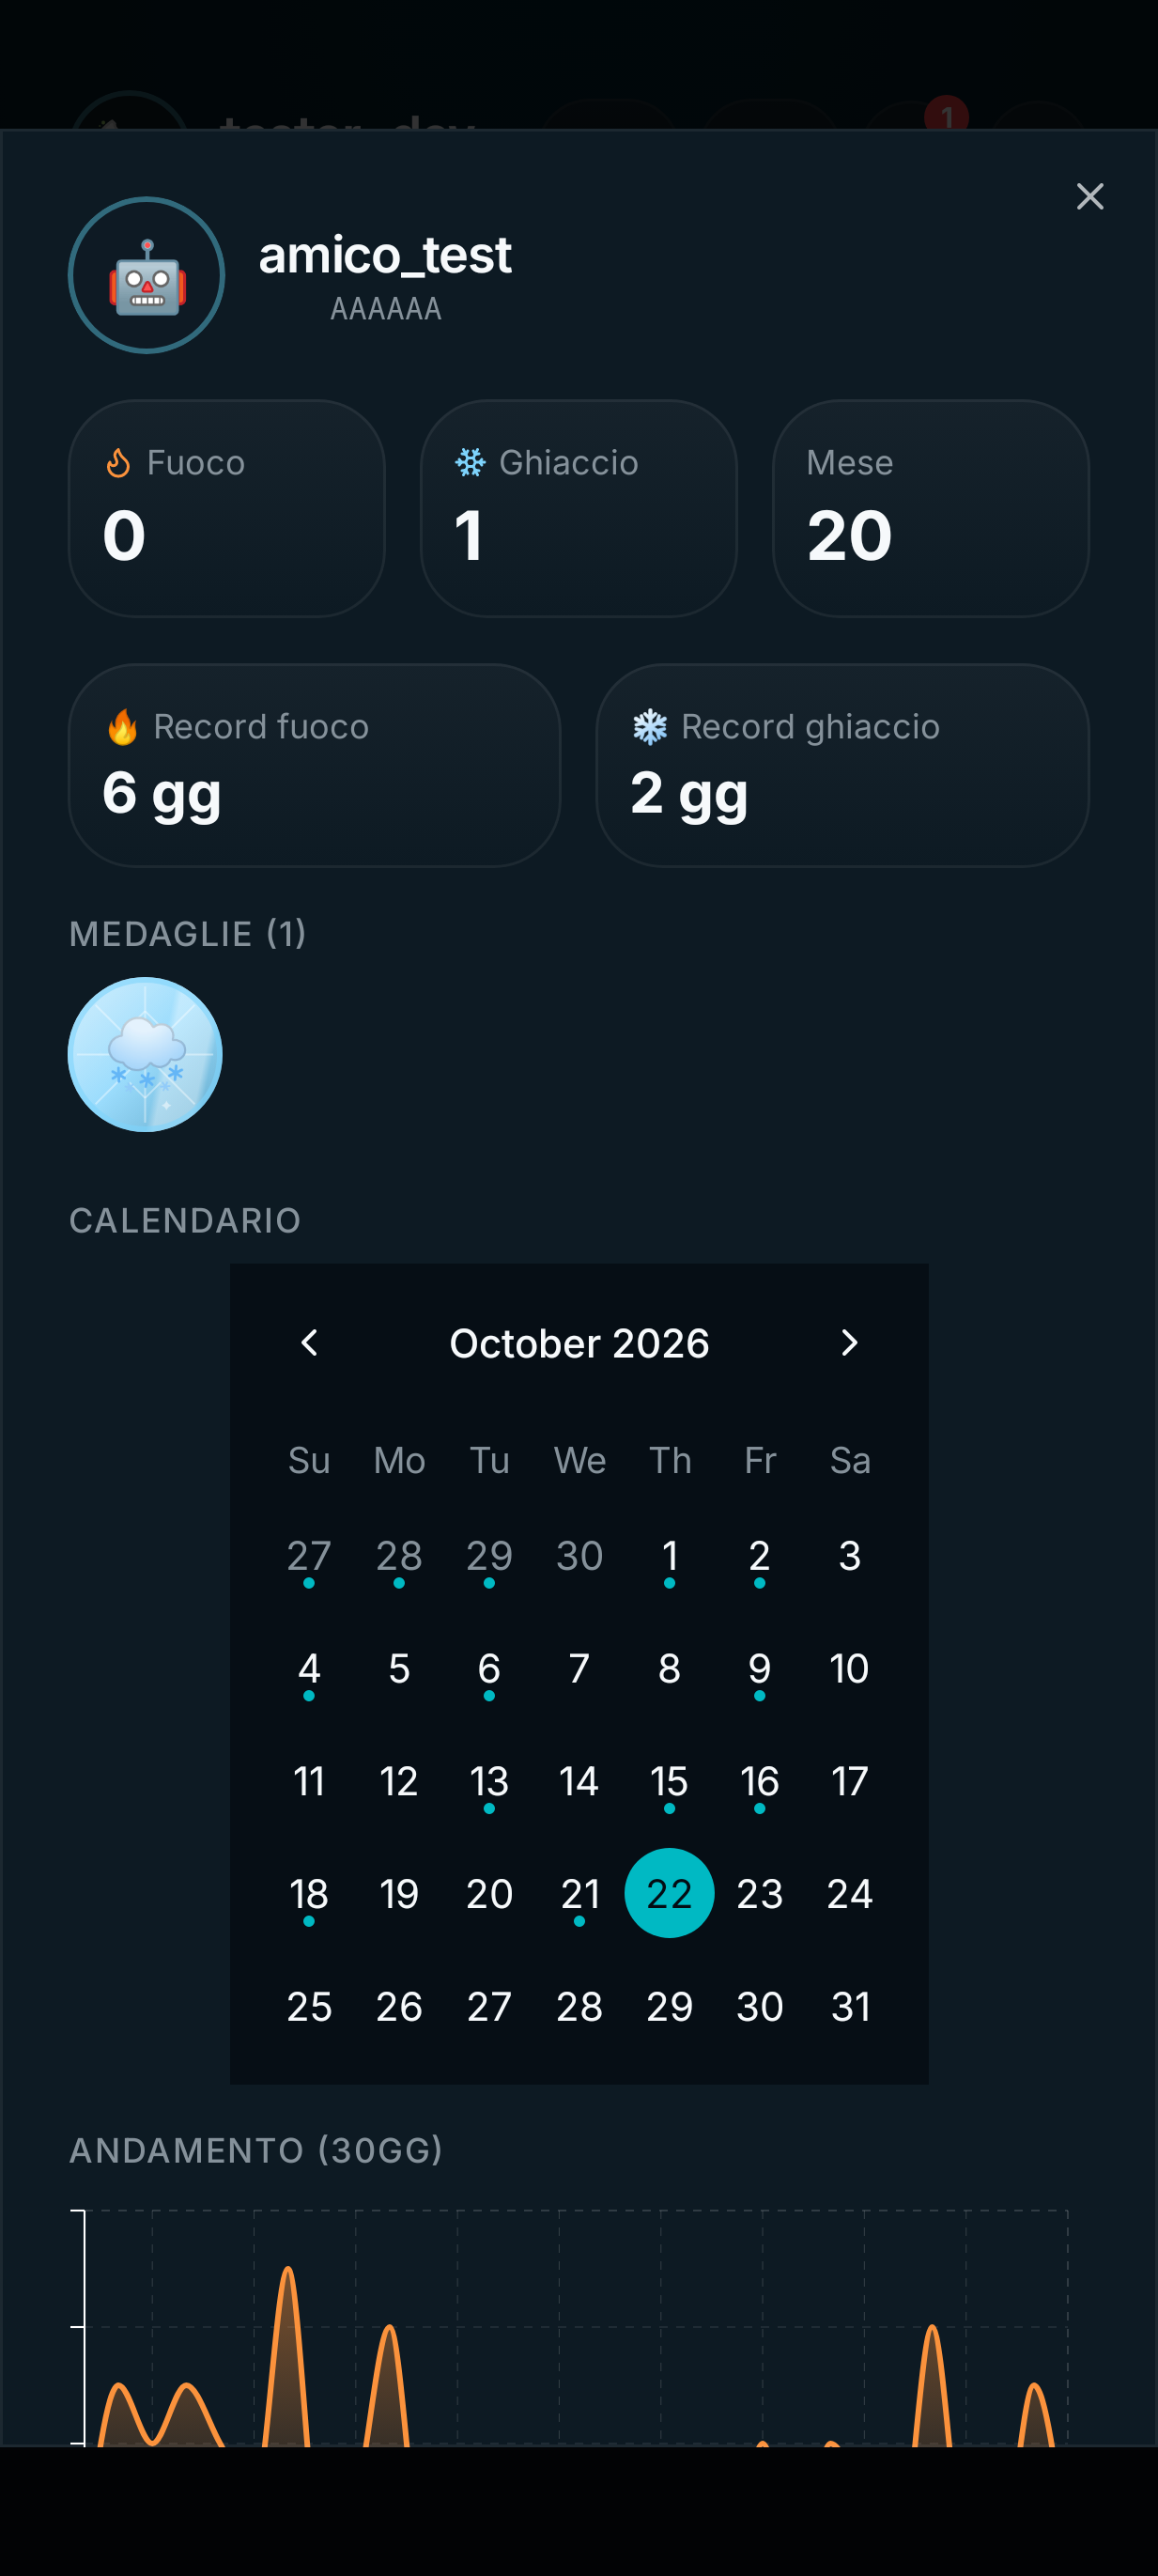 1
amico_test
AAAAAA
Fuoco
0
Ghiaccio
1
Mese
20
Record fuoco
6 gg
Record ghiaccio
2 gg
MEDAGLIE (1)
CALENDARIO
October 2026
Su Mo Tu We Th Fr Sa
27 28 29 30 1 2 3
4 5 6 7 8 9 10
11 12 13 14 15 16 17
18 19 20 21 22 23 24
25 26 27 28 29 30 31
ANDAMENTO (30GG)